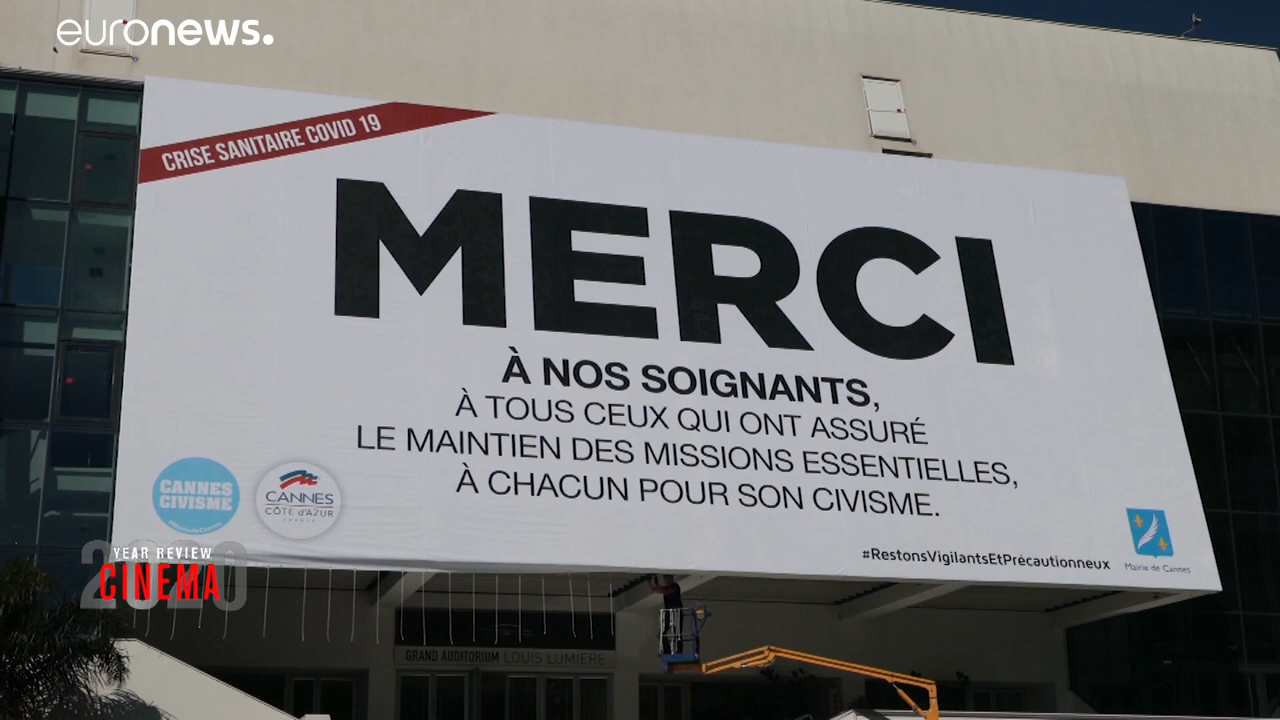 euronews.
CRISE SANITAIRE COVID 19
MERCI
À NOS SOIGNANTS,
À TOUS CEUX QUI ONT ASSURÉ
LE MAINTIEN DES MISSIONS ESSENTIELLES,
À CHACUN POUR SON CIVISME.
CANNES
CIVISME
CANNES
CÔTE d'AZUR
FRANCE
#RestonsVigilantsEtPrécautionneux
Mairie de Cannes
YEAR REVIEW
2020
CINEMA
GRAND AUDITORIUM LOUIS LUMIERE